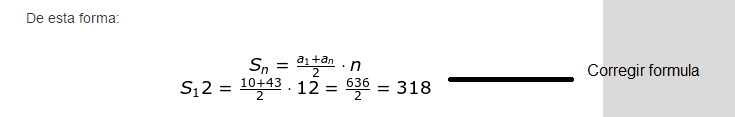 De esta forma:
Sₙ = (a₁+aₙ)/2 · n
S₁2 = (10+43)/2 · 12 = 636/2 = 318
Corregir formula